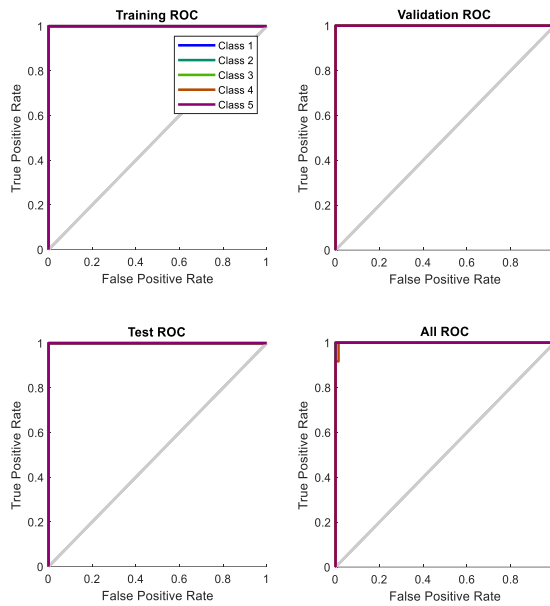 Training ROC
Class 1
Class 2
Class 3
Class 4
Class 5
True Positive Rate
1
0.8
0.6
0.4
0.2
0
0 0.2 0.4 0.6 0.8 1
False Positive Rate
Validation ROC
True Positive Rate
1
0.8
0.6
0.4
0.2
0
0 0.2 0.4 0.6 0.8
False Positive Rate
Test ROC
True Positive Rate
1
0.8
0.6
0.4
0.2
0
0 0.2 0.4 0.6 0.8 1
False Positive Rate
All ROC
True Positive Rate
1
0.8
0.6
0.4
0.2
0
0 0.2 0.4 0.6 0.8
False Positive Rate